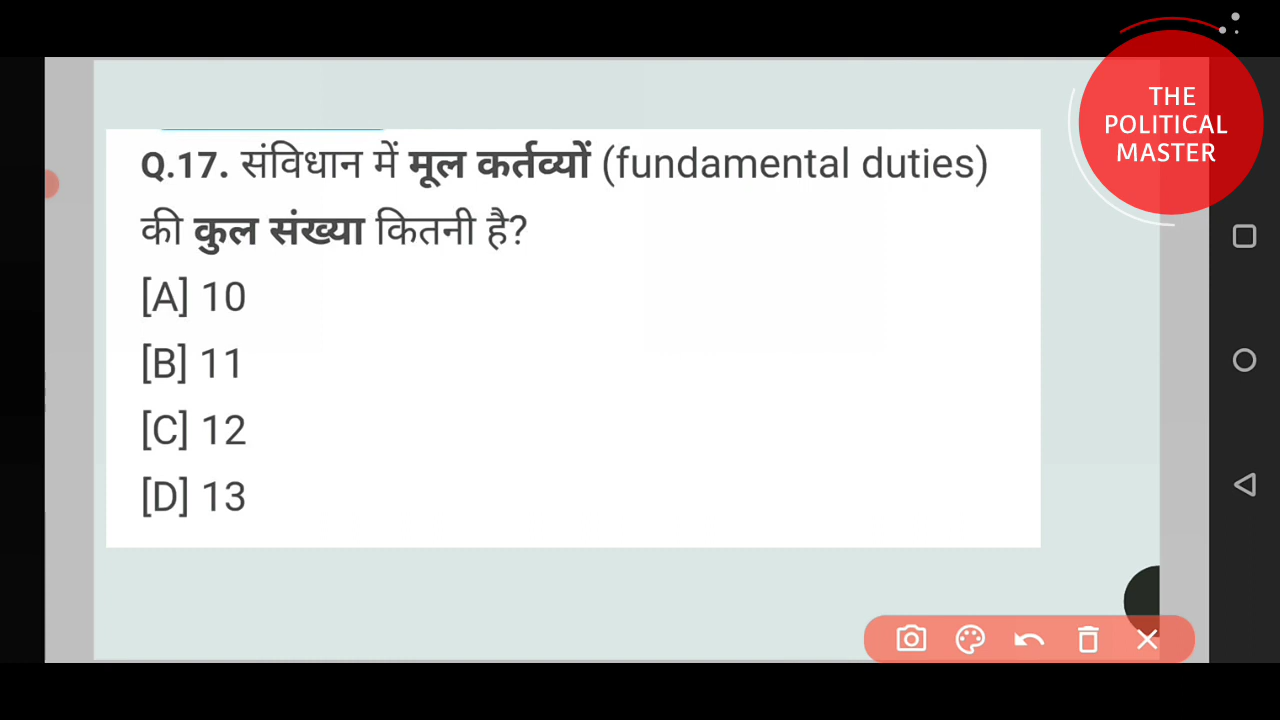 THE
POLITICAL
MASTER
Q.17. संविधान में मूल कर्तव्यों (fundamental duties)
की कुल संख्या कितनी है?
[A] 10
[B] 11
[C] 12
[D] 13